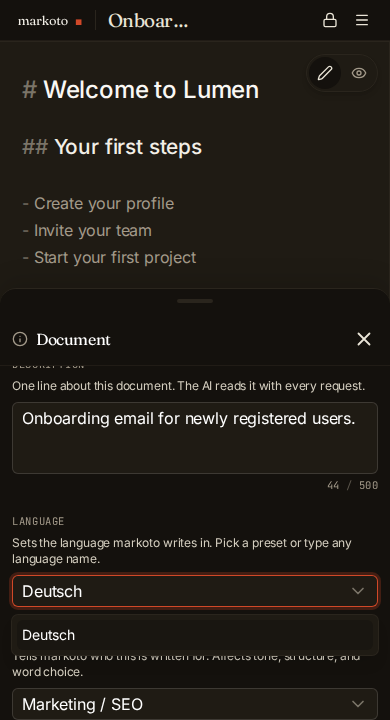 markoto
Onboar...
# Welcome to Lumen
## Your first steps
- Create your profile
- Invite your team
- Start your first project
Document
DESCRIPTION
One line about this document. The AI reads it with every request.
Onboarding email for newly registered users.
44 / 500
LANGUAGE
Sets the language markoto writes in. Pick a preset or type any
language name.
Deutsch
Deutsch
Tells markoto who this is written for. Affects tone, structure, and
word choice.
Marketing / SEO